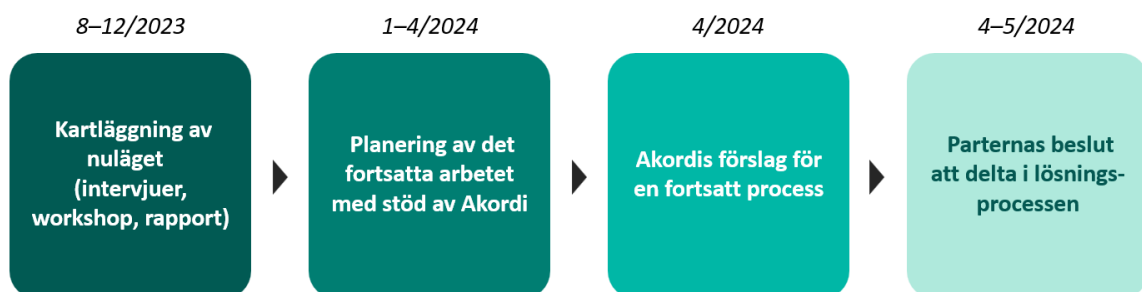 8–12/2023
Kartläggning av
nuläget
(intervjuer,
workshop, rapport)
1–4/2024
Planering av det
fortsatta arbetet
med stöd av Akordi
4/2024
Akordis förslag för
en fortsatt process
4–5/2024
Parternas beslut
att delta i lösnings-
processen